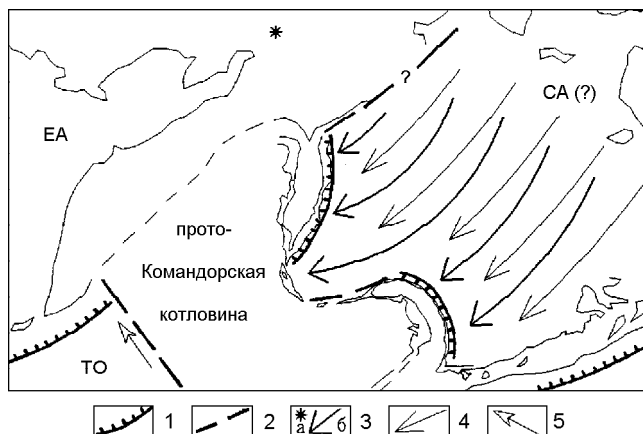 СА (?)
?
ЕА
прото-
Командорская
котловина
ТО
1 2 а б 3 4 5